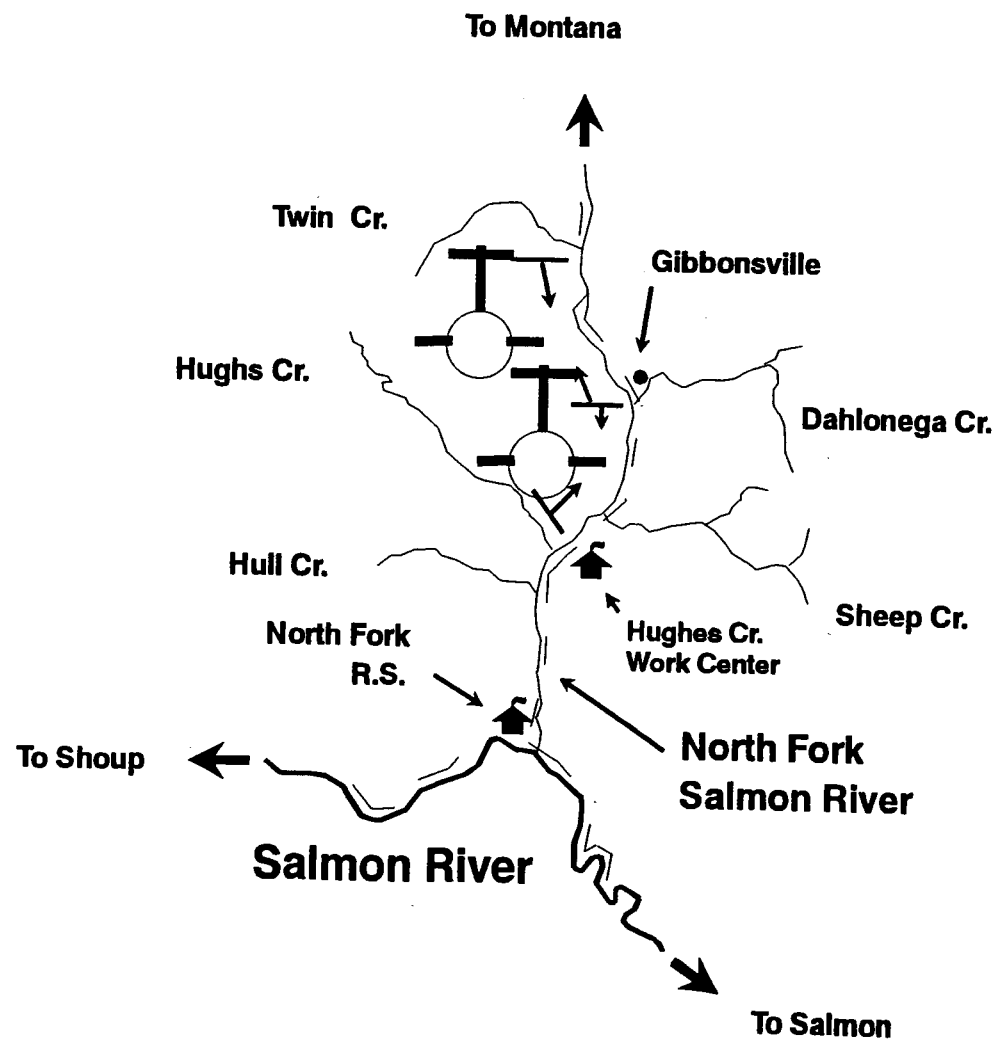 To Montana
Twin Cr.
Gibbonsville
Hughs Cr.
Dahlonega Cr.
Hull Cr.
Sheep Cr.
North Fork
R.S.
Hughes Cr.
Work Center
To Shoup
North Fork
Salmon River
Salmon River
To Salmon